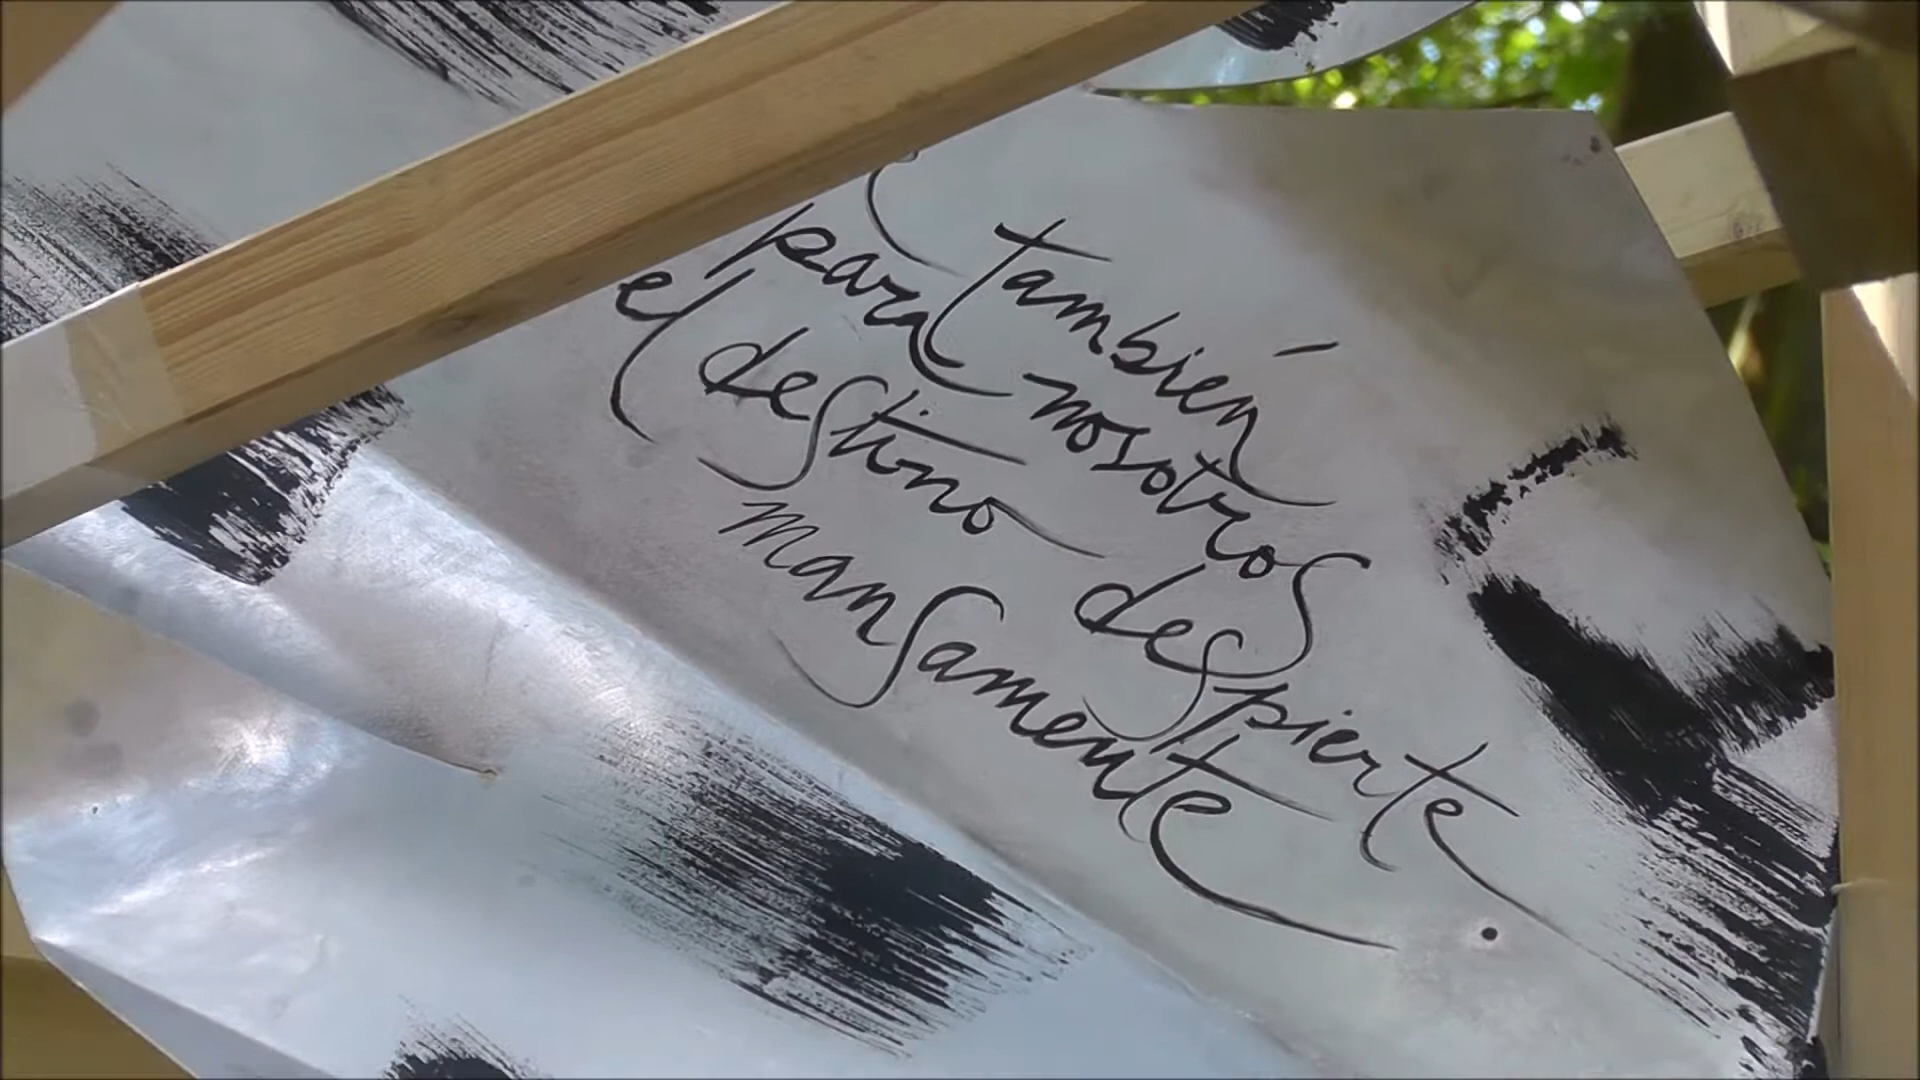 también
para nosotros
el destino despierte
mansamente